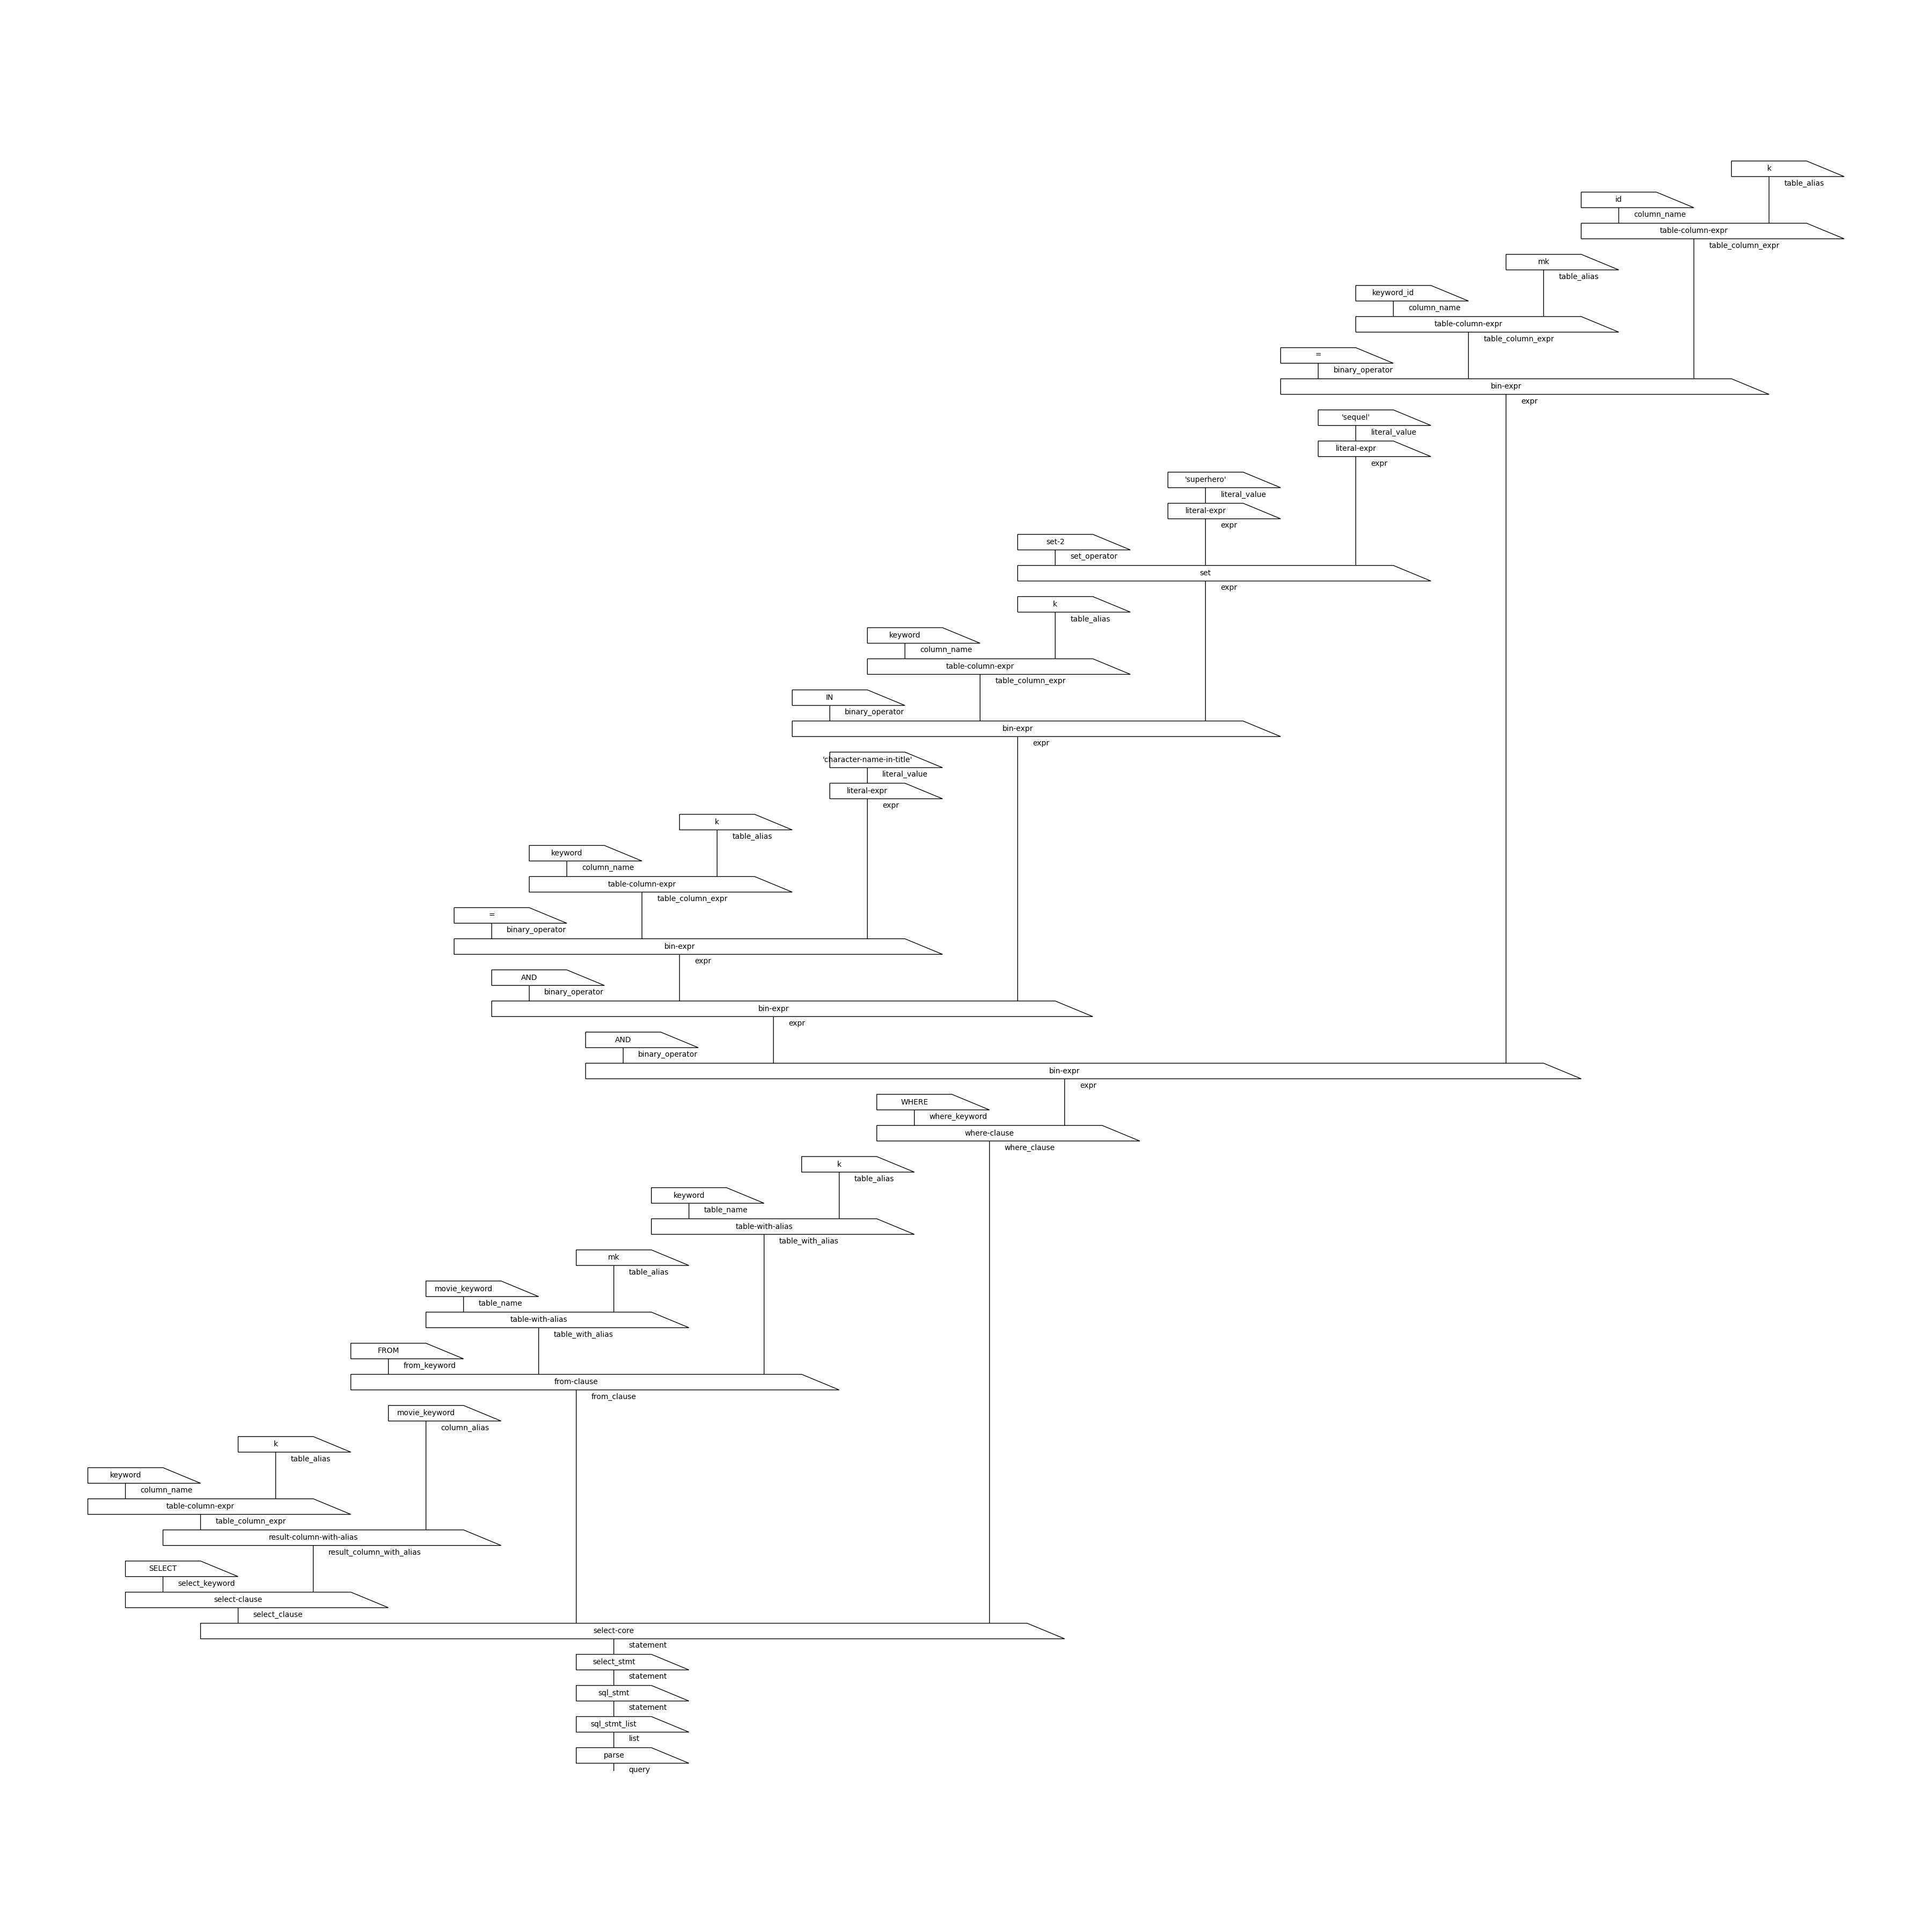 k
table_alias
id
column_name
table-column-expr
table_column_expr
mk
table_alias
keyword_id
column_name
table-column-expr
table_column_expr
=
binary_operator
bin-expr
expr
'sequel'
literal_value
literal-expr
expr
'superhero'
literal_value
literal-expr
expr
set-2
set_operator
set
expr
k
table_alias
keyword
column_name
table-column-expr
table_column_expr
IN
binary_operator
bin-expr
expr
'character-name-in-title'
literal_value
literal-expr
expr
k
table_alias
keyword
column_name
table-column-expr
table_column_expr
=
binary_operator
bin-expr
expr
AND
binary_operator
bin-expr
expr
AND
binary_operator
bin-expr
expr
WHERE
where_keyword
where-clause
where_clause
k
table_alias
keyword
table_name
table-with-alias
table_with_alias
mk
table_alias
movie_keyword
table_name
table-with-alias
table_with_alias
FROM
from_keyword
from-clause
from_clause
movie_keyword
column_alias
k
table_alias
keyword
column_name
table-column-expr
table_column_expr
result-column-with-alias
result_column_with_alias
SELECT
select_keyword
select-clause
select_clause
select-core
statement
select_stmt
statement
sql_stmt
statement
sql_stmt_list
list
parse
query